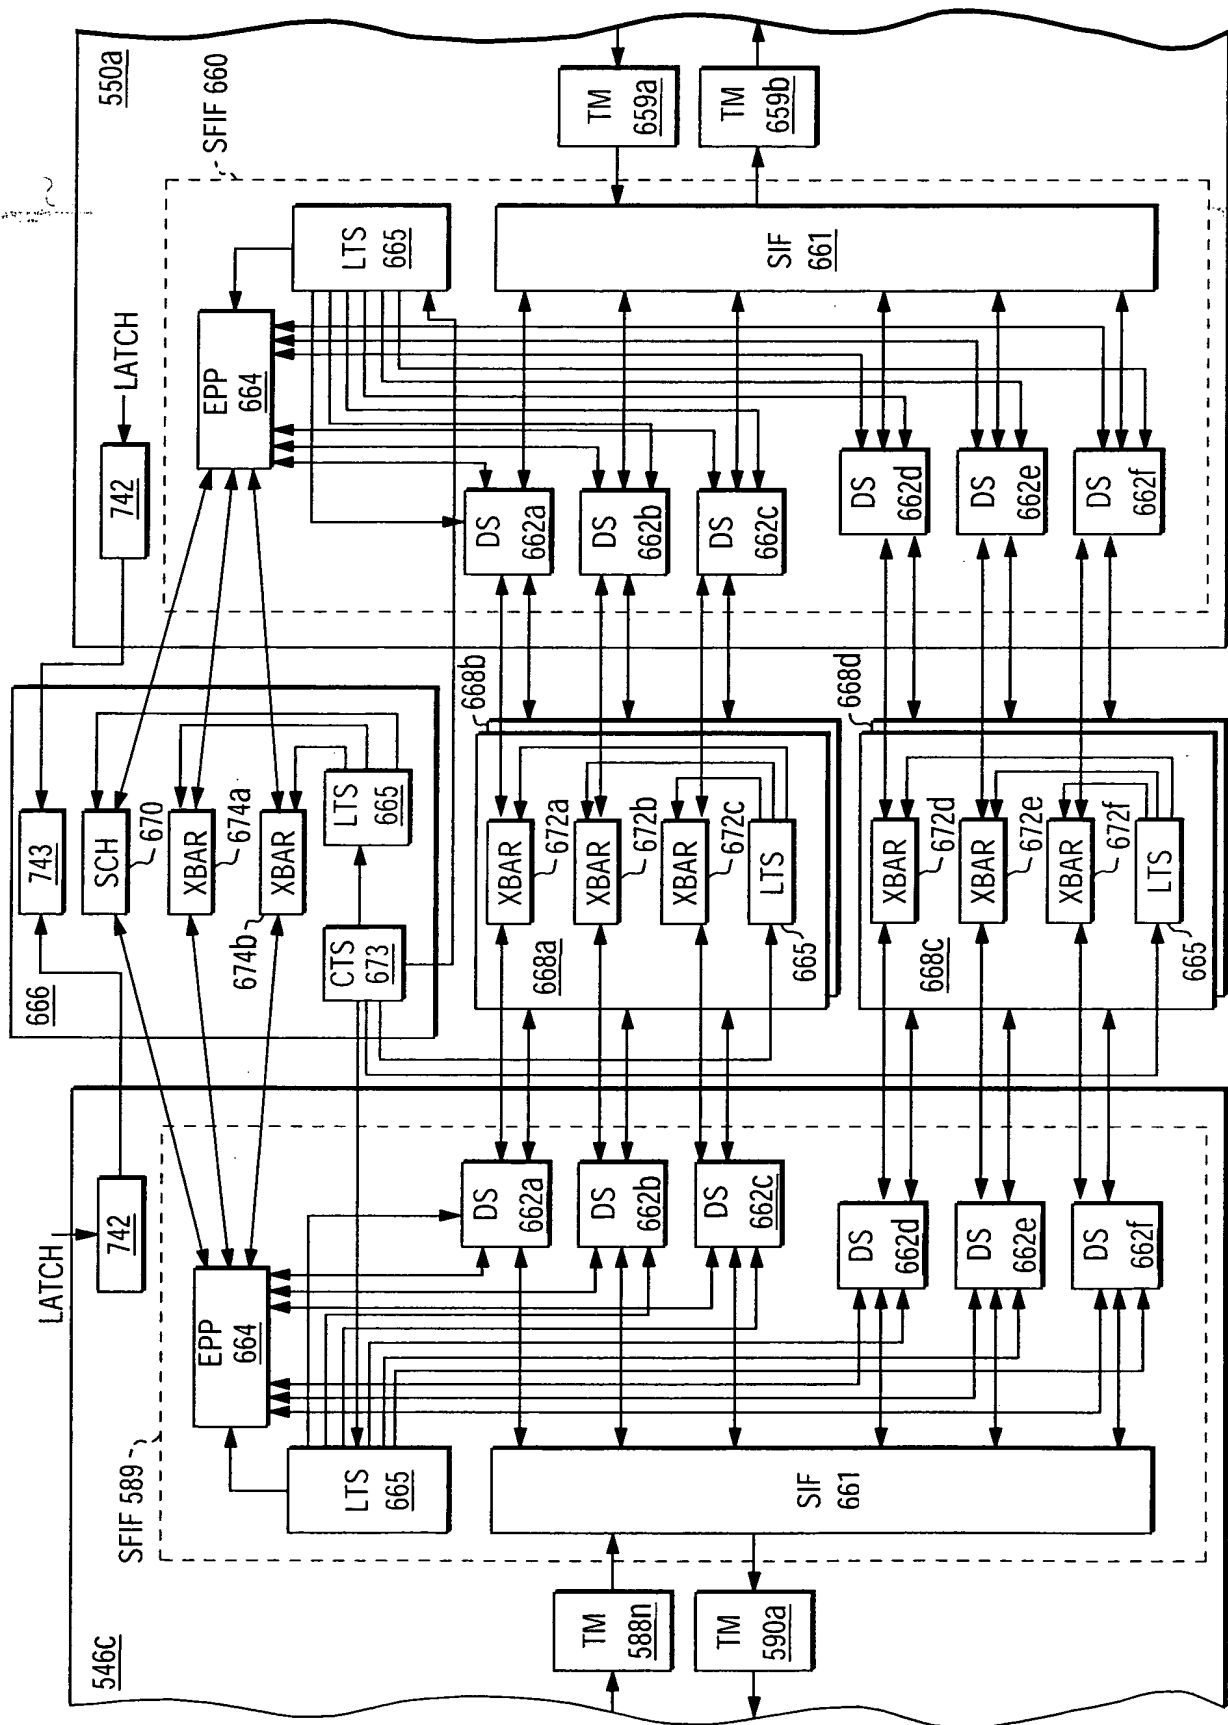 546C
SFIF 589
LATCH
742
EPP
664
LTS
665
SIF
661
TM
588n
TM
590a
DS
662a
DS
662b
DS
662c
DS
662d
DS
662e
DS
662f
666
743
SCH
670
XBAR
674a
XBAR
674b
LTS
665
CTS
673
668a
668b
XBAR
672a
XBAR
672b
XBAR
672c
LTS
665
668c
668d
XBAR
672d
XBAR
672e
XBAR
672f
LTS
665
550a
SFIF 660
LATCH
742
EPP
664
LTS
665
SIF
661
TM
659a
TM
659b
DS
662a
DS
662b
DS
662c
DS
662d
DS
662e
DS
662f